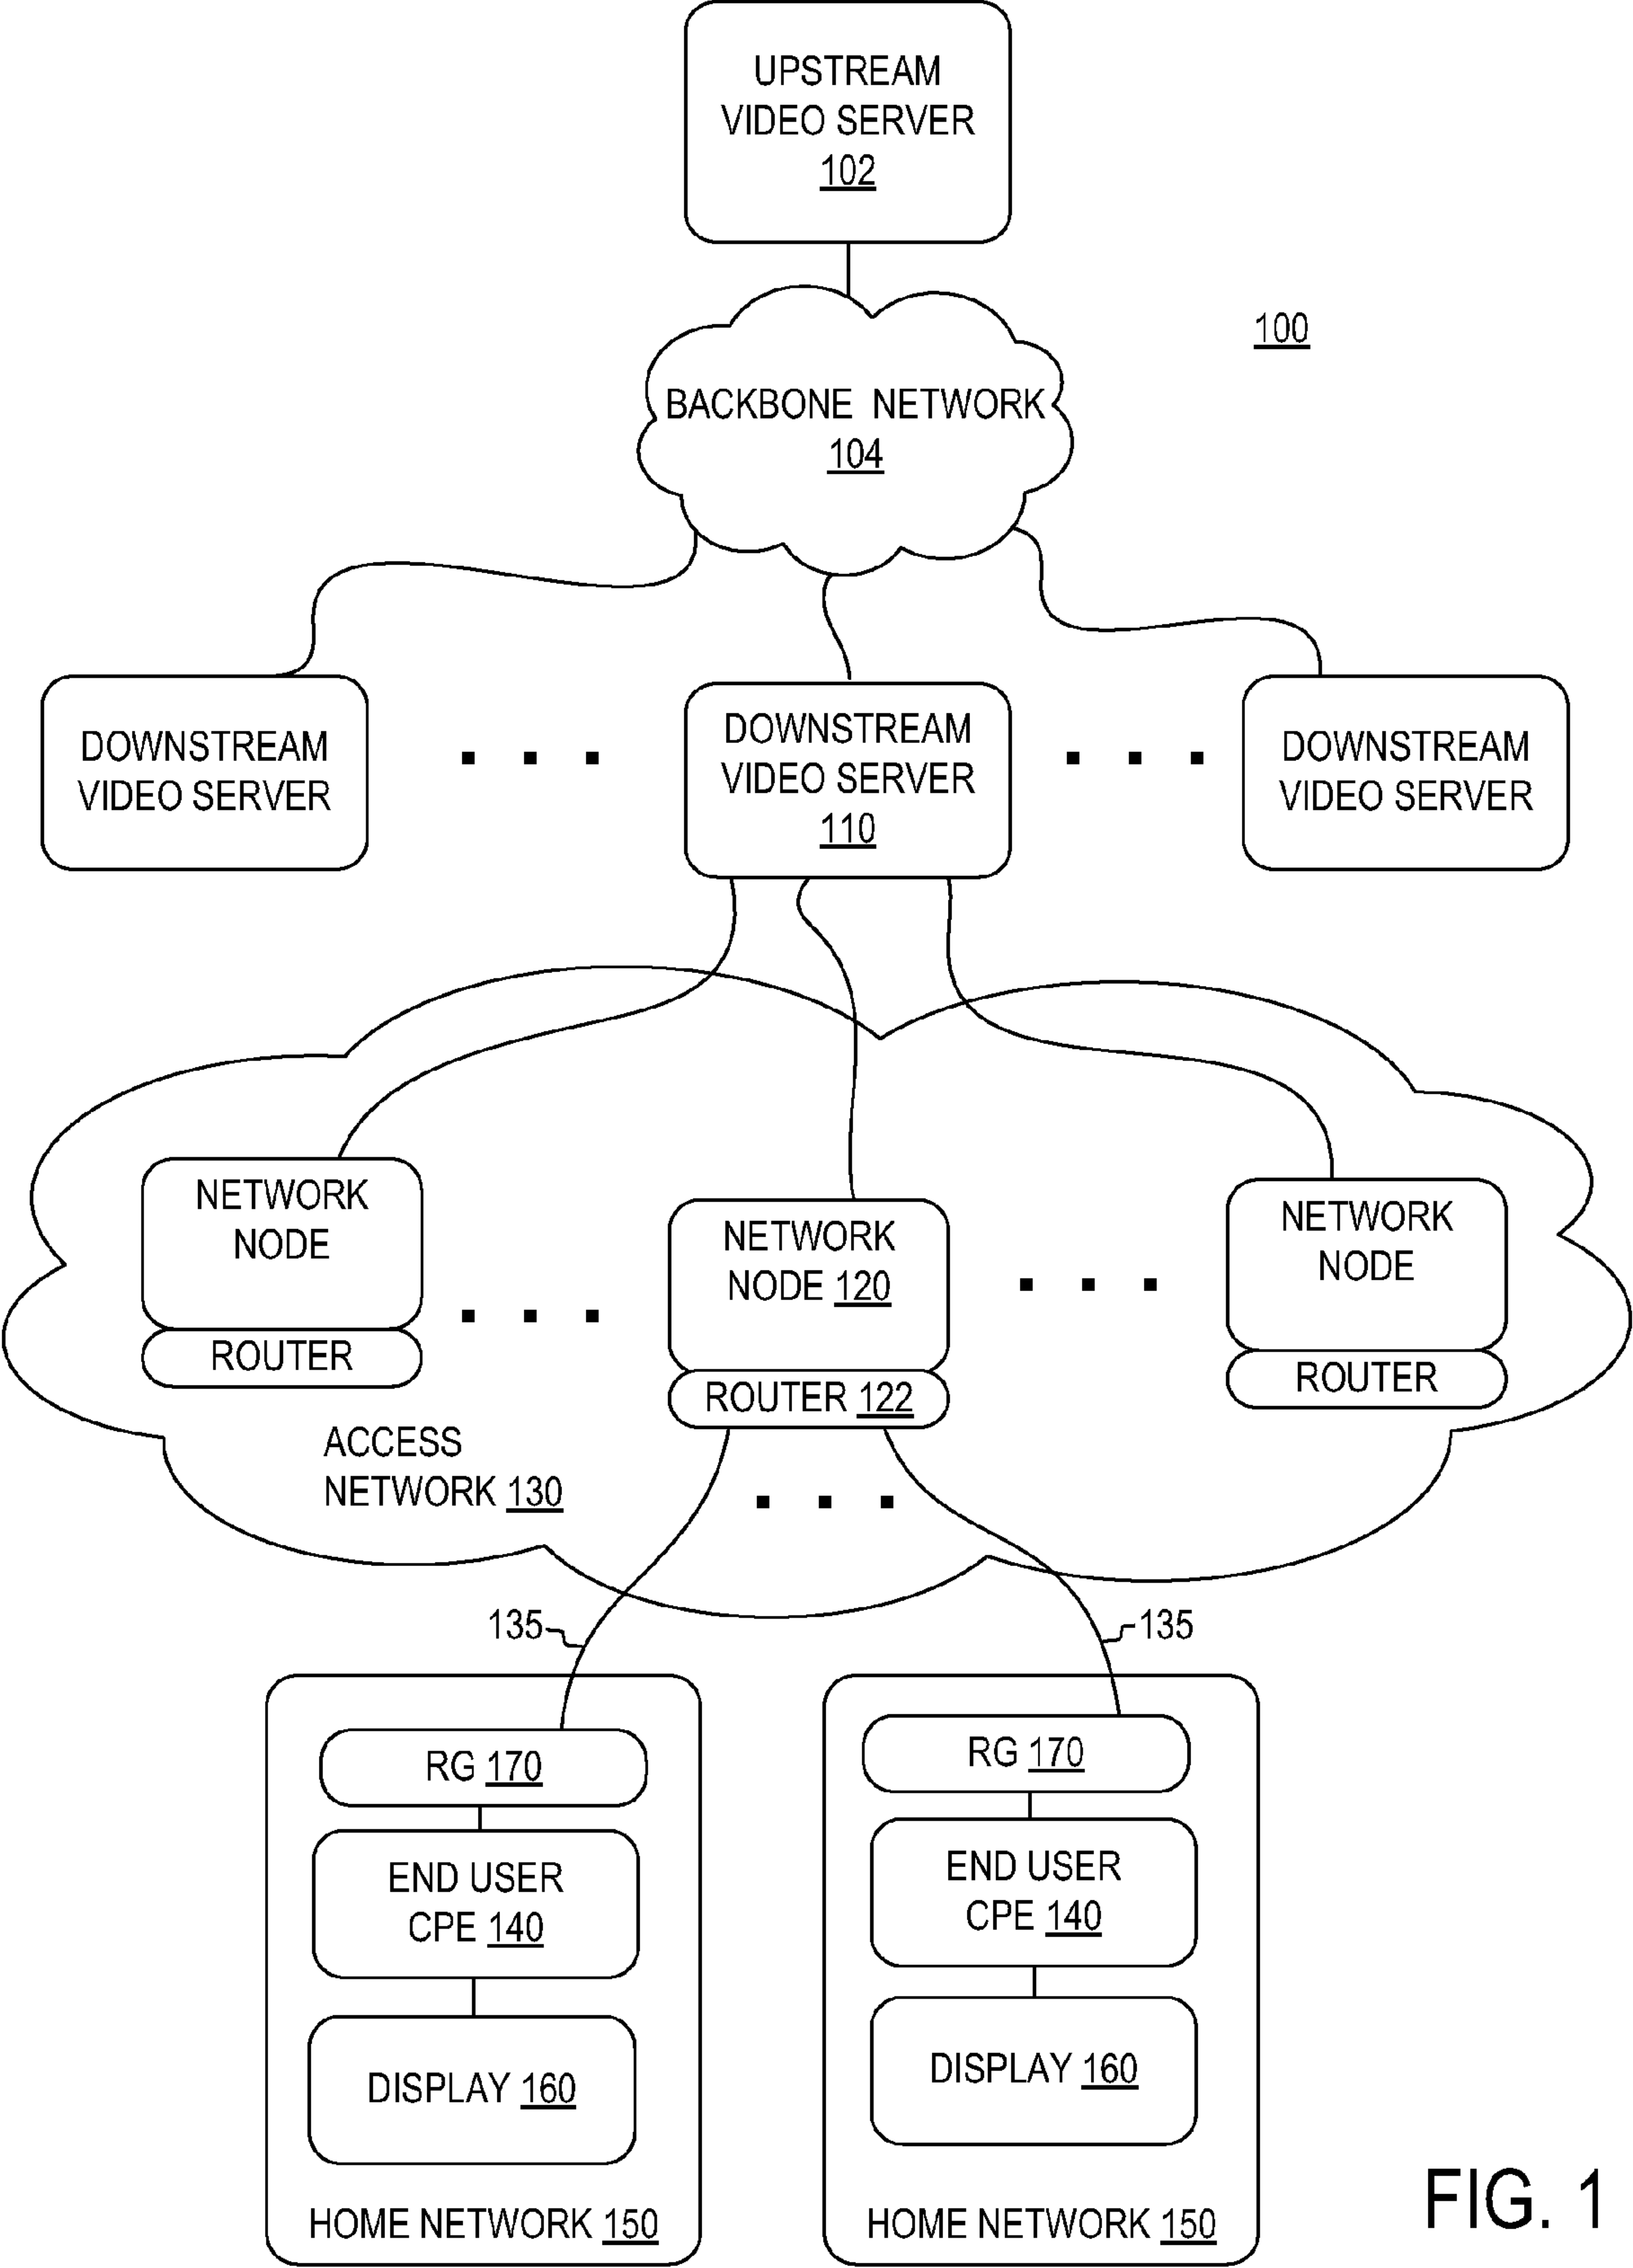 UPSTREAM
VIDEO SERVER
102
100
BACKBONE NETWORK
104
DOWNSTREAM
VIDEO SERVER
DOWNSTREAM
VIDEO SERVER
110
DOWNSTREAM
VIDEO SERVER
NETWORK
NODE
ROUTER
NETWORK
NODE 120
ROUTER 122
NETWORK
NODE
ROUTER
ACCESS
NETWORK 130
135
135
RG 170
END USER
CPE 140
DISPLAY 160
HOME NETWORK 150
RG 170
END USER
CPE 140
DISPLAY 160
HOME NETWORK 150
FIG. 1